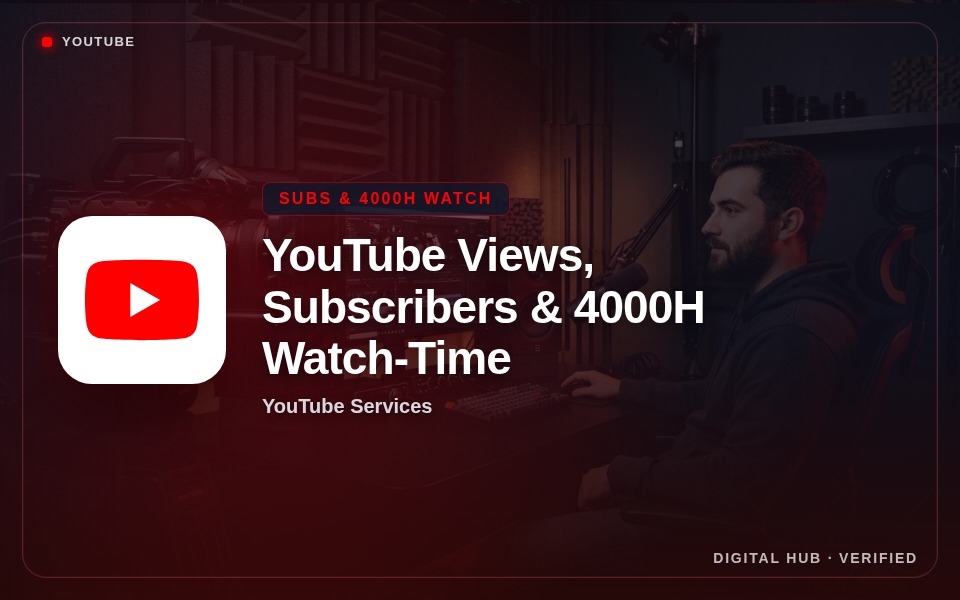 YOUTUBE
SUBS & 4000H WATCH
YouTube Views,
Subscribers & 4000H
Watch-Time
YouTube Services
DIGITAL HUB · VERIFIED